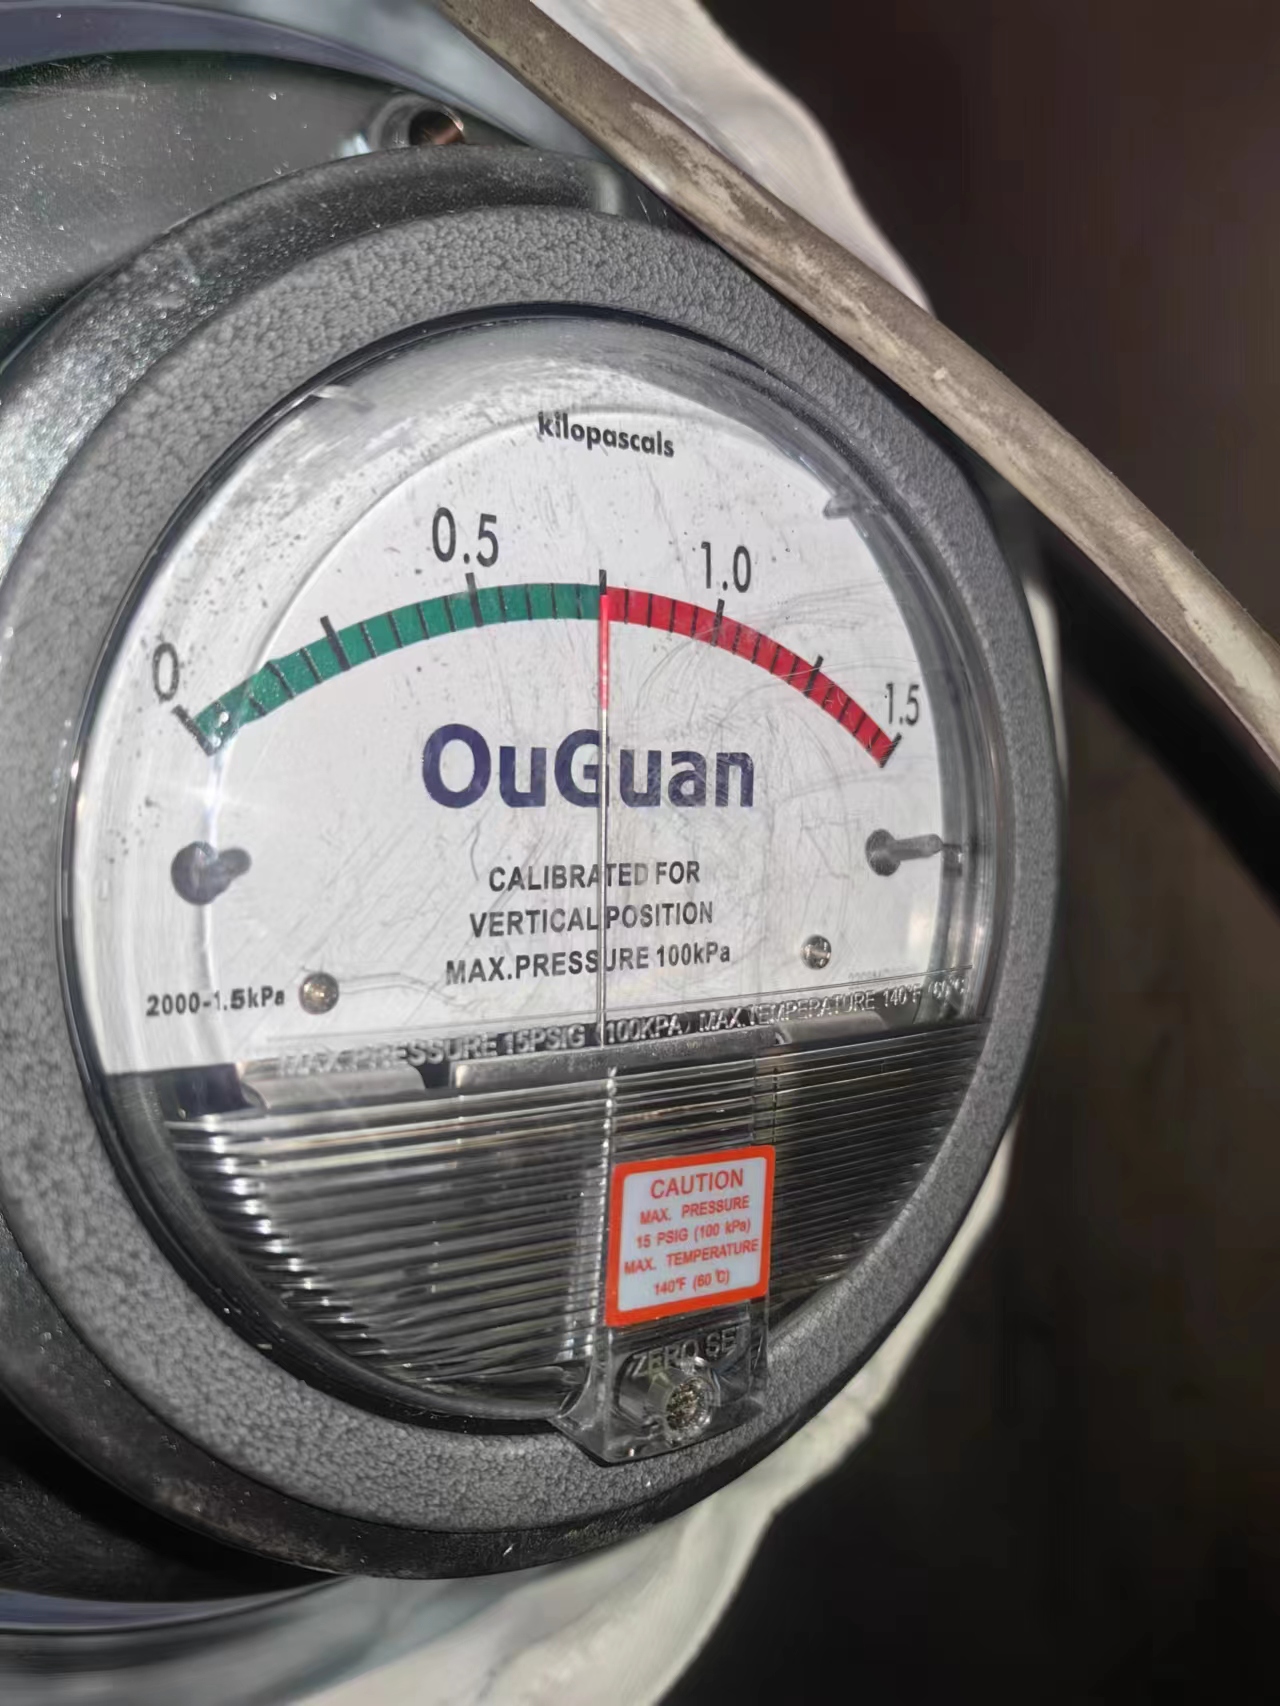 kilopascals
0 0.5 1.0 1.5
OuGuan
CALIBRATED FOR
VERTICAL POSITION
MAX.PRESSURE 100kPa
2000-1.5kPa
MAX.PRESSURE 15PSIG (100KPA) MAX.TEMPERATURE 140°F
CAUTION
MAX. PRESSURE
15 PSIG (100 kPa)
MAX. TEMPERATURE
140°F (60℃)
ZERO SE